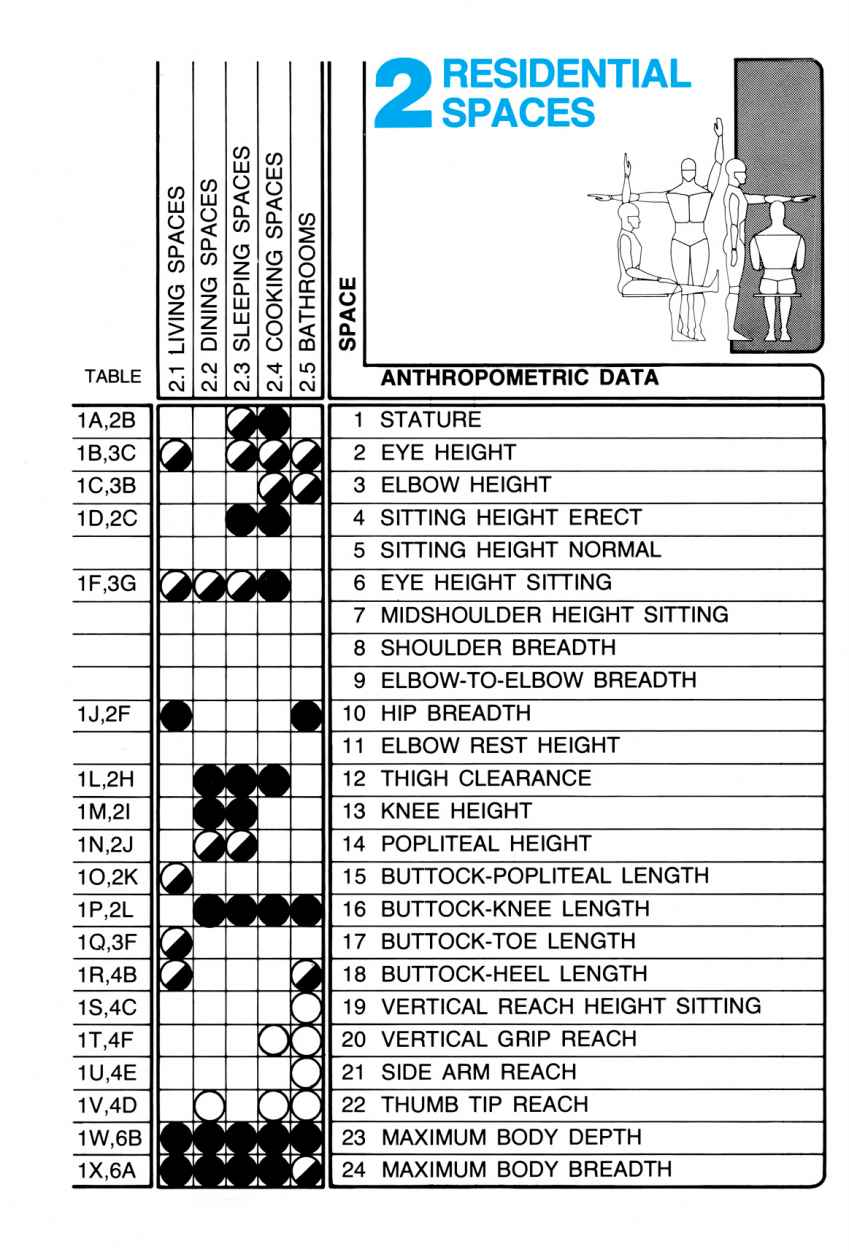 2 RESIDENTIAL
SPACES
2.1 LIVING SPACES
2.2 DINING SPACES
2.3 SLEEPING SPACES
2.4 COOKING SPACES
2.5 BATHROOMS
SPACE
TABLE ANTHROPOMETRIC DATA
1A,2B 1 STATURE
1B,3C 2 EYE HEIGHT
1C,3B 3 ELBOW HEIGHT
1D,2C 4 SITTING HEIGHT ERECT
5 SITTING HEIGHT NORMAL
1F,3G 6 EYE HEIGHT SITTING
7 MIDSHOULDER HEIGHT SITTING
8 SHOULDER BREADTH
9 ELBOW-TO-ELBOW BREADTH
1J,2F 10 HIP BREADTH
11 ELBOW REST HEIGHT
1L,2H 12 THIGH CLEARANCE
1M,2I 13 KNEE HEIGHT
1N,2J 14 POPLITEAL HEIGHT
1O,2K 15 BUTTOCK-POPLITEAL LENGTH
1P,2L 16 BUTTOCK-KNEE LENGTH
1Q,3F 17 BUTTOCK-TOE LENGTH
1R,4B 18 BUTTOCK-HEEL LENGTH
1S,4C 19 VERTICAL REACH HEIGHT SITTING
1T,4F 20 VERTICAL GRIP REACH
1U,4E 21 SIDE ARM REACH
1V,4D 22 THUMB TIP REACH
1W,6B 23 MAXIMUM BODY DEPTH
1X,6A 24 MAXIMUM BODY BREADTH